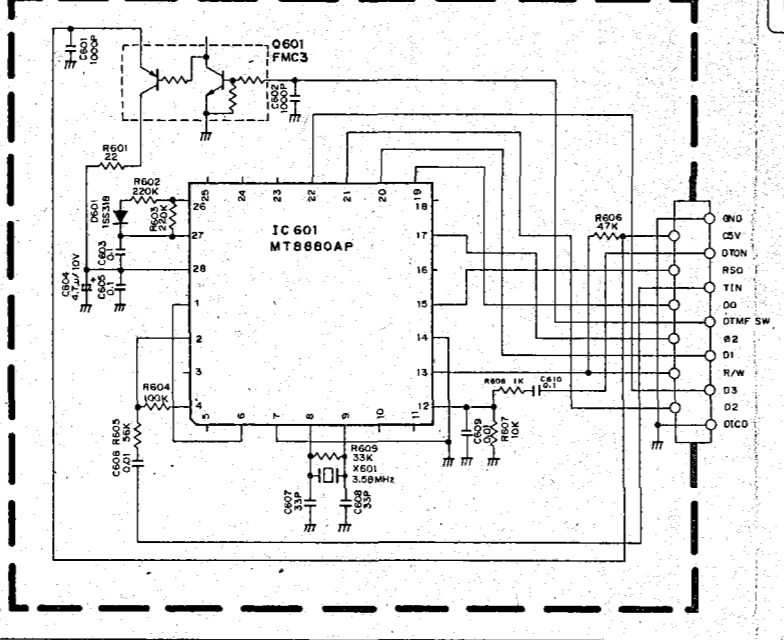 Q601
FMC3
C601
1000P
C602
1000P
R601
22
R602
220K
D601
1SS318
R603
220K
C603
0.1
C604
4.7μ/10V
+
C605
0.1
IC601
MT8880AP
25
24
23
22
21
20
19
26
27
28
1
2
3
4
18
17
16
15
14
13
12
5
6
7
8
9
10
11
R604
100K
R605
56K
C606
0.01
R609
33K
X601
3.58MHz
C607
33P
C608
33P
R608 1K
C610
0.1
C609
0.01
R607
10K
R606
47K
GND
C5V
DTON
RSO
TIN
D0
DTMF SW
Ø2
D1
R/W
D3
D2
DTCD